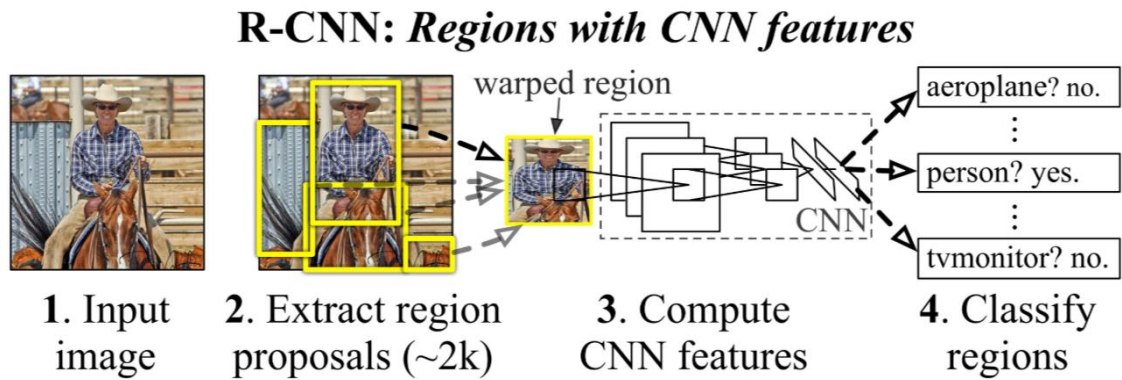 R-CNN: Regions with CNN features
warped region
aeroplane? no.
⋮
person? yes.
⋮
tvmonitor? no.
CNN
1. Input
image
2. Extract region
proposals (~2k)
3. Compute
CNN features
4. Classify
regions